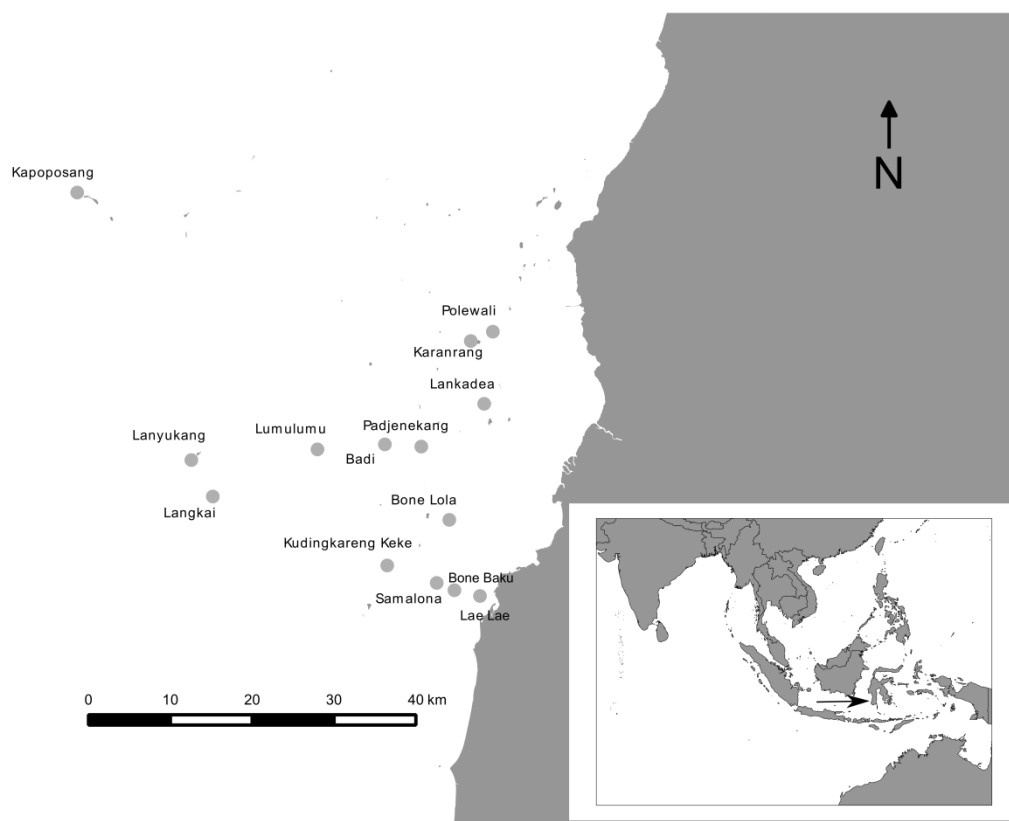 N
Kapoposang
Polewali
Karanrang
Lankadea
Padjenekang
Lumulumu
Lanyukang
Badi
Bone Lola
Langkai
Kudingkareng Keke
Bone Baku
Samalona
Lae Lae
0 10 20 30 40 km